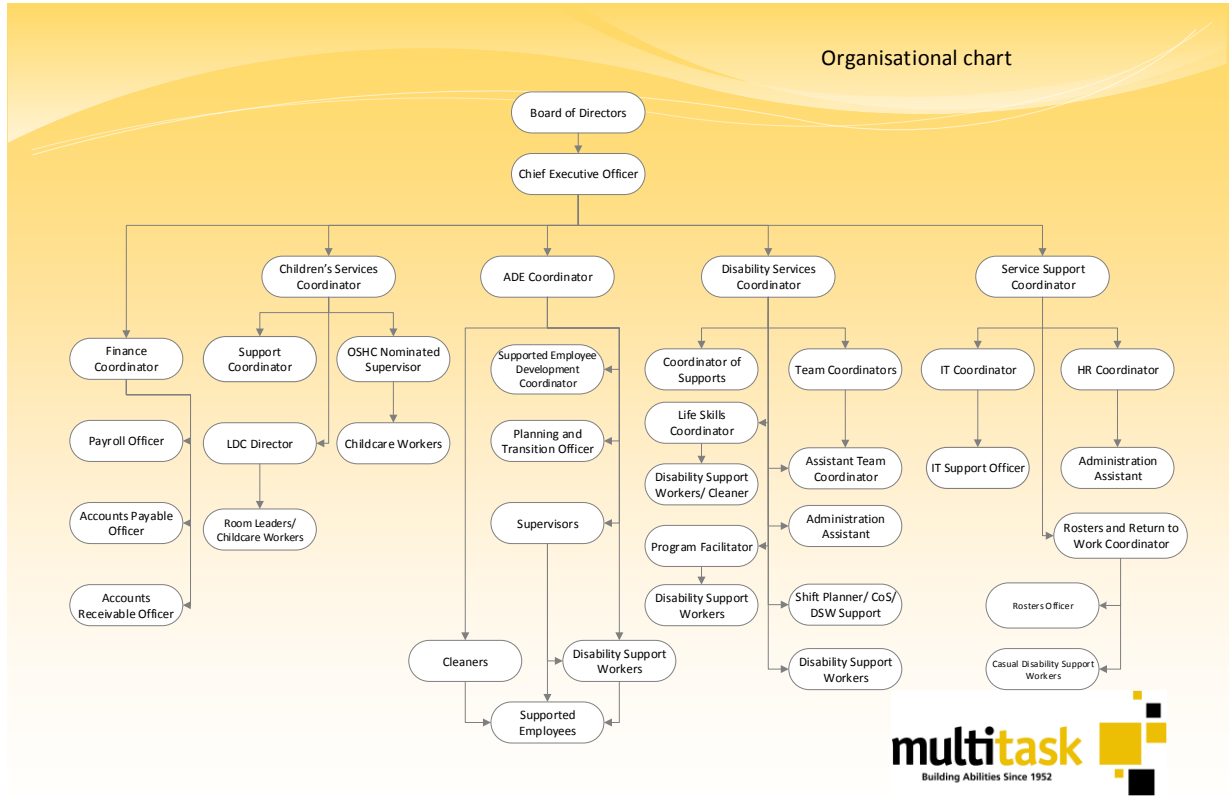 Organisational chart
Board of Directors
Chief Executive Officer
Children's Services
Coordinator
ADE Coordinator
Disability Services
Coordinator
Service Support
Coordinator
Finance
Coordinator
Support
Coordinator
OSHC Nominated
Supervisor
Supported Employee
Development
Coordinator
Coordinator of
Supports
Team Coordinators
IT Coordinator
HR Coordinator
Payroll Officer
LDC Director
Childcare Workers
Planning and
Transition Officer
Life Skills
Coordinator
Disability Support
Workers/ Cleaner
Assistant Team
Coordinator
IT Support Officer
Administration
Assistant
Accounts Payable
Officer
Room Leaders/
Childcare Workers
Supervisors
Program Facilitator
Administration
Assistant
Rosters and Return to
Work Coordinator
Accounts
Receivable Officer
Disability Support
Workers
Shift Planner/ CoS/
DSW Support
Rosters Officer
Cleaners
Disability Support
Workers
Disability Support
Workers
Casual Disability Support
Workers
Supported
Employees
multitask
Building Abilities Since 1952